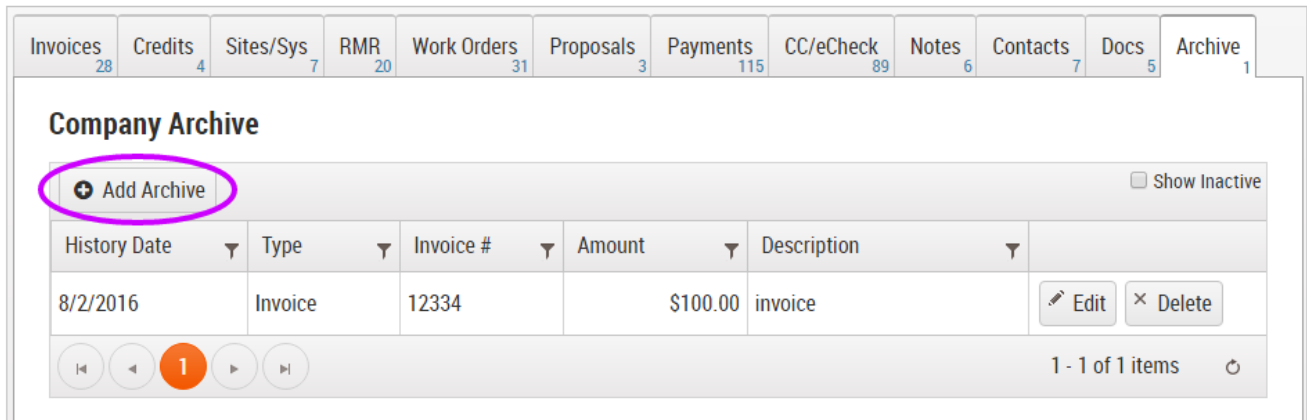 Invoices Credits Sites/Sys RMR Work Orders Proposals Payments CC/eCheck Notes Contacts Docs Archive
28 4 7 20 31 3 115 89 6 7 5 1
Company Archive
Add Archive Show Inactive
History Date Type Invoice # Amount Description
8/2/2016 Invoice 12334 $100.00 invoice Edit Delete
1 1 - 1 of 1 items